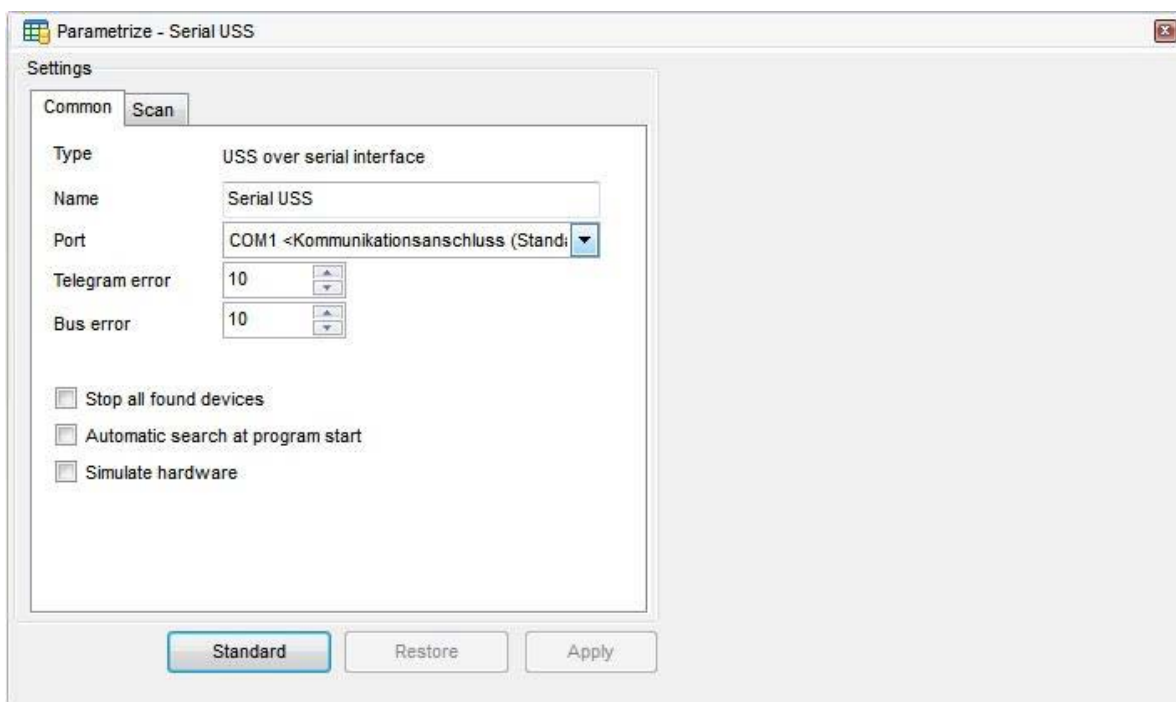 Parametrize - Serial USS
Settings
Common Scan
Type USS over serial interface
Name Serial USS
Port COM1 <Kommunikationsanschluss (Standa
Telegram error 10
Bus error 10
Stop all found devices
Automatic search at program start
Simulate hardware
Standard Restore Apply